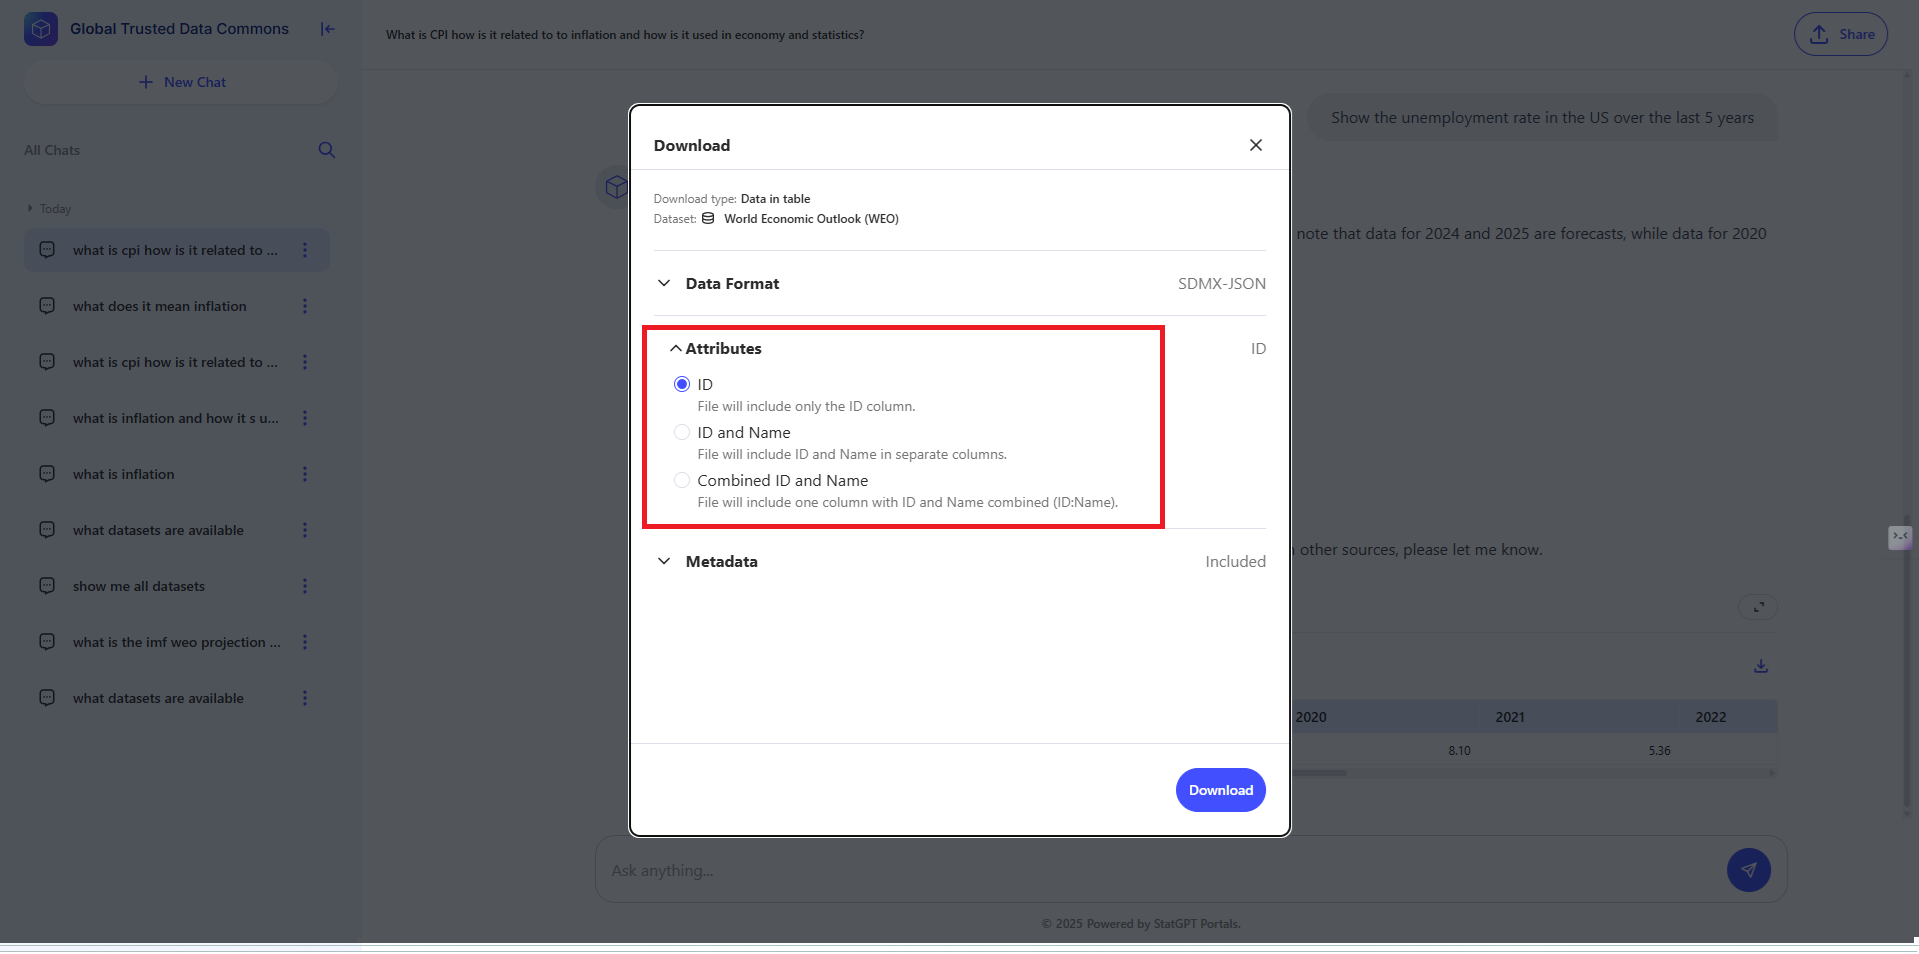 Global Trusted Data Commons
New Chat
All Chats
Today
what is cpi how is it related to ...
what does it mean inflation
what is cpi how is it related to ...
what is inflation and how it s u...
what is inflation
what datasets are available
show me all datasets
what is the imf weo projection ...
what datasets are available
What is CPI how is it related to to inflation and how is it used in economy and statistics?
Share
Show the unemployment rate in the US over the last 5 years
note that data for 2024 and 2025 are forecasts, while data for 2020
other sources, please let me know.
2020 2021 2022
8.10 5.36
Download
Download type: Data in table
Dataset: World Economic Outlook (WEO)
Data Format SDMX-JSON
Attributes ID
ID
File will include only the ID column.
ID and Name
File will include ID and Name in separate columns.
Combined ID and Name
File will include one column with ID and Name combined (ID:Name).
Metadata Included
Download
Ask anything...
© 2025 Powered by StatGPT Portals.